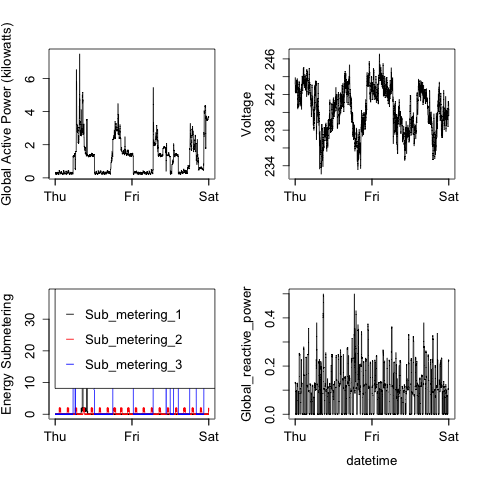 Global Active Power (kilowatts)
0 2 4 6
Thu Fri Sat
Voltage
234 238 242 246
Thu Fri Sat
Energy Submetering
0 10 20 30
Sub_metering_1
Sub_metering_2
Sub_metering_3
Thu Fri Sat
Global_reactive_power
0.0 0.2 0.4
Thu Fri Sat
datetime